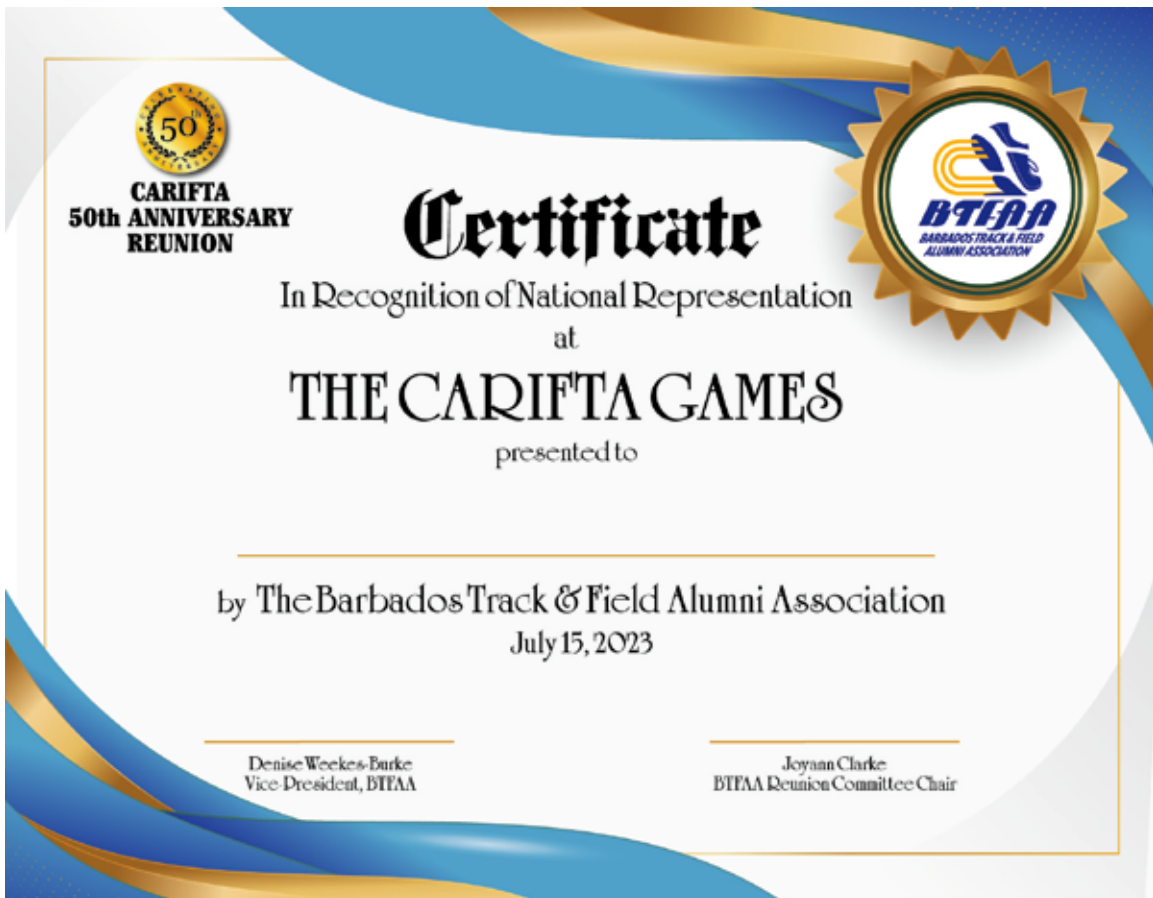 CELEBRATING
50th
ANNIVERSARY
CARIFTA
50th ANNIVERSARY
REUNION
Certificate
BTFAA
BARBADOS TRACK & FIELD
ALUMNI ASSOCIATION
In Recognition of National Representation
at
THE CARIFTA GAMES
presented to
by The Barbados Track & Field Alumni Association
July 15, 2023
Denise Weekes-Burke
Vice-President, BTFAA
Joyann Clarke
BTFAA Reunion Committee Chair